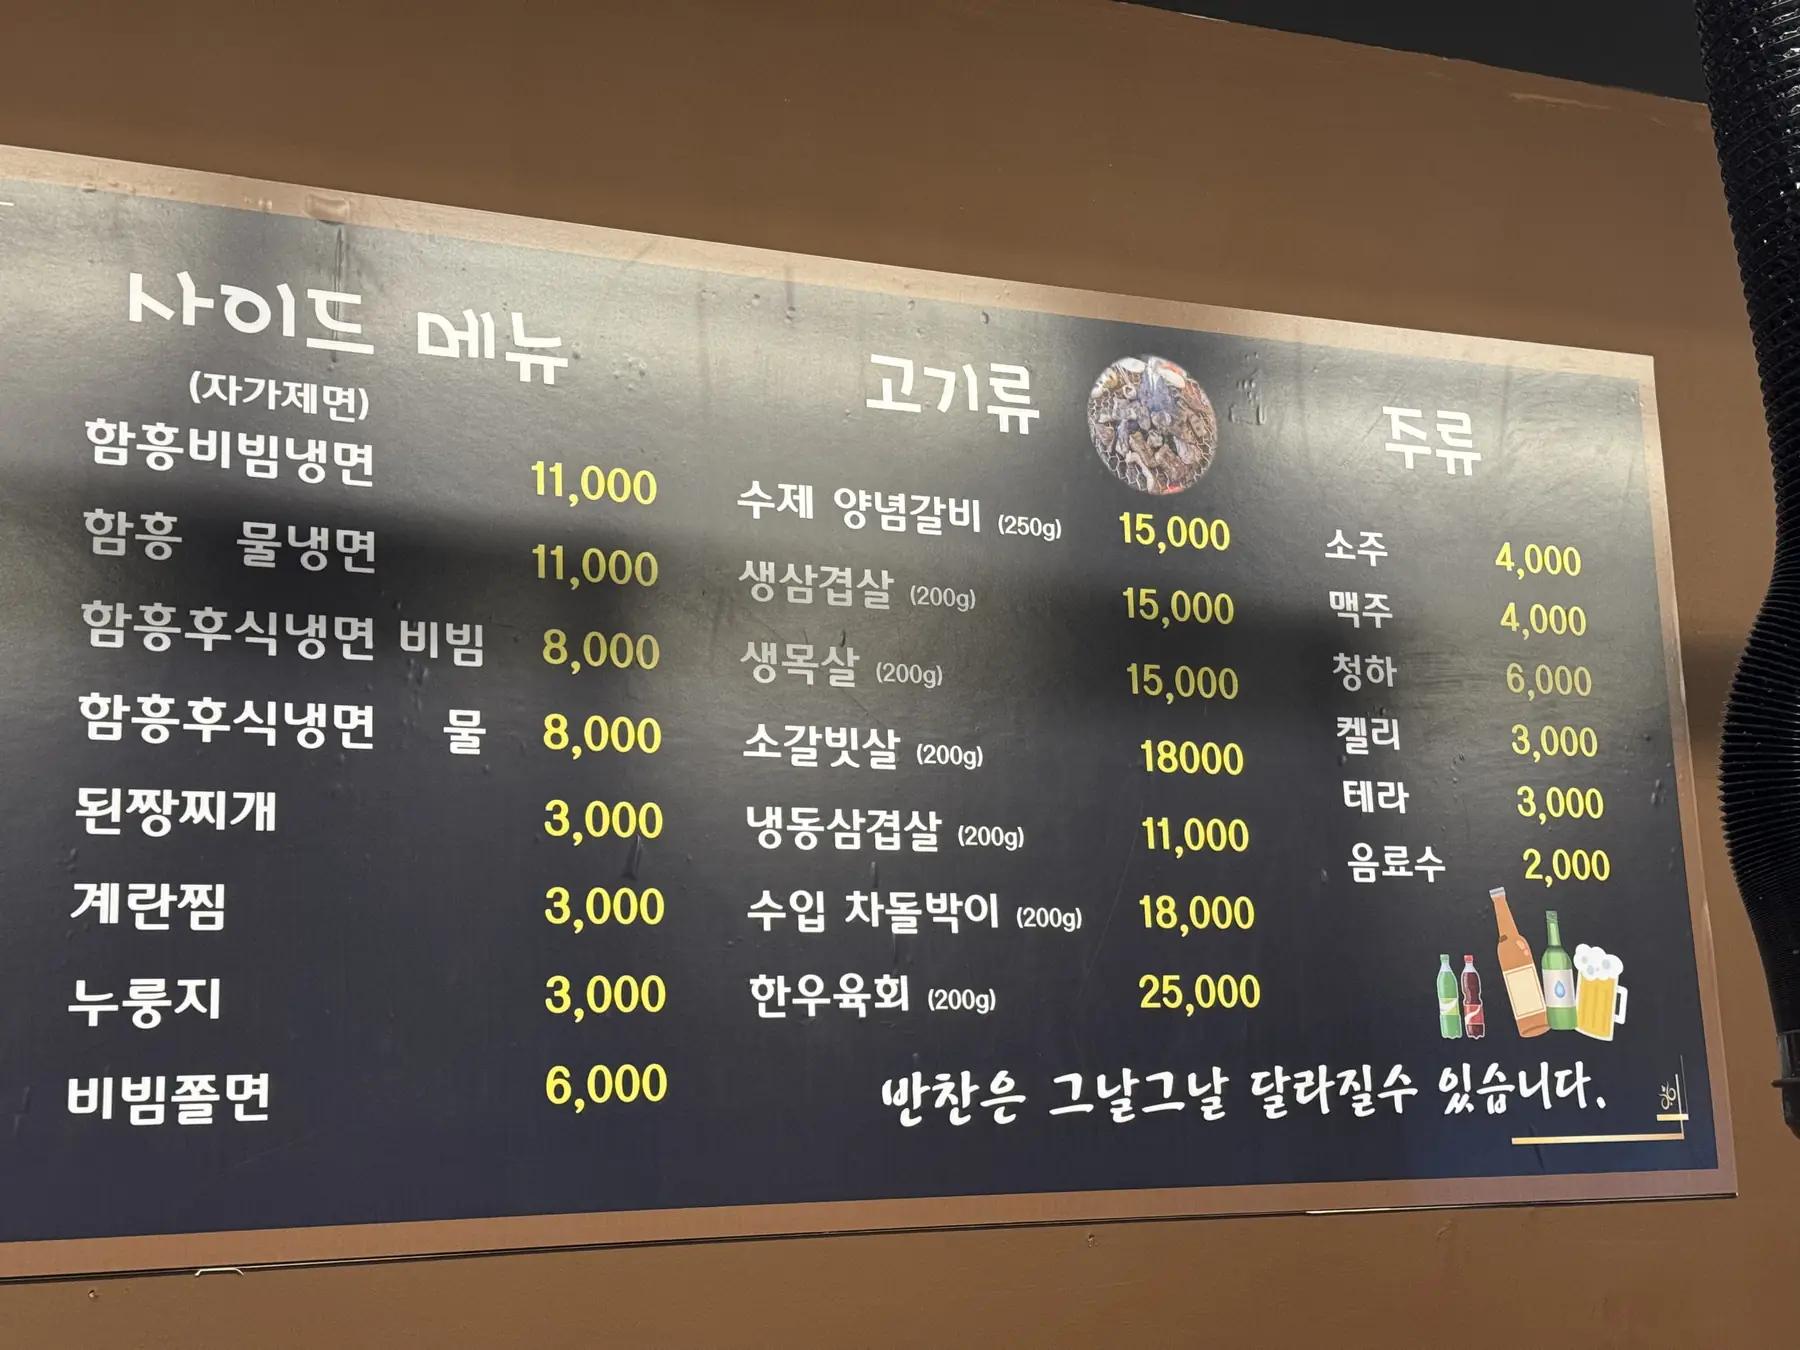 사이드 메뉴
(자가제면)
함흥비빔냉면 11,000
함흥 물냉면 11,000
함흥후식냉면 비빔 8,000
함흥후식냉면 물 8,000
된짱찌개 3,000
계란찜 3,000
누룽지 3,000
비빔쫄면 6,000
고기류
수제 양념갈비 (250g) 15,000
생삼겹살 (200g) 15,000
생목살 (200g) 15,000
소갈빗살 (200g) 18000
냉동삼겹살 (200g) 11,000
수입 차돌박이 (200g) 18,000
한우육회 (200g) 25,000
주류
소주 4,000
맥주 4,000
청하 6,000
켈리 3,000
테라 3,000
음료수 2,000
반찬은 그날그날 달라질수 있습니다.